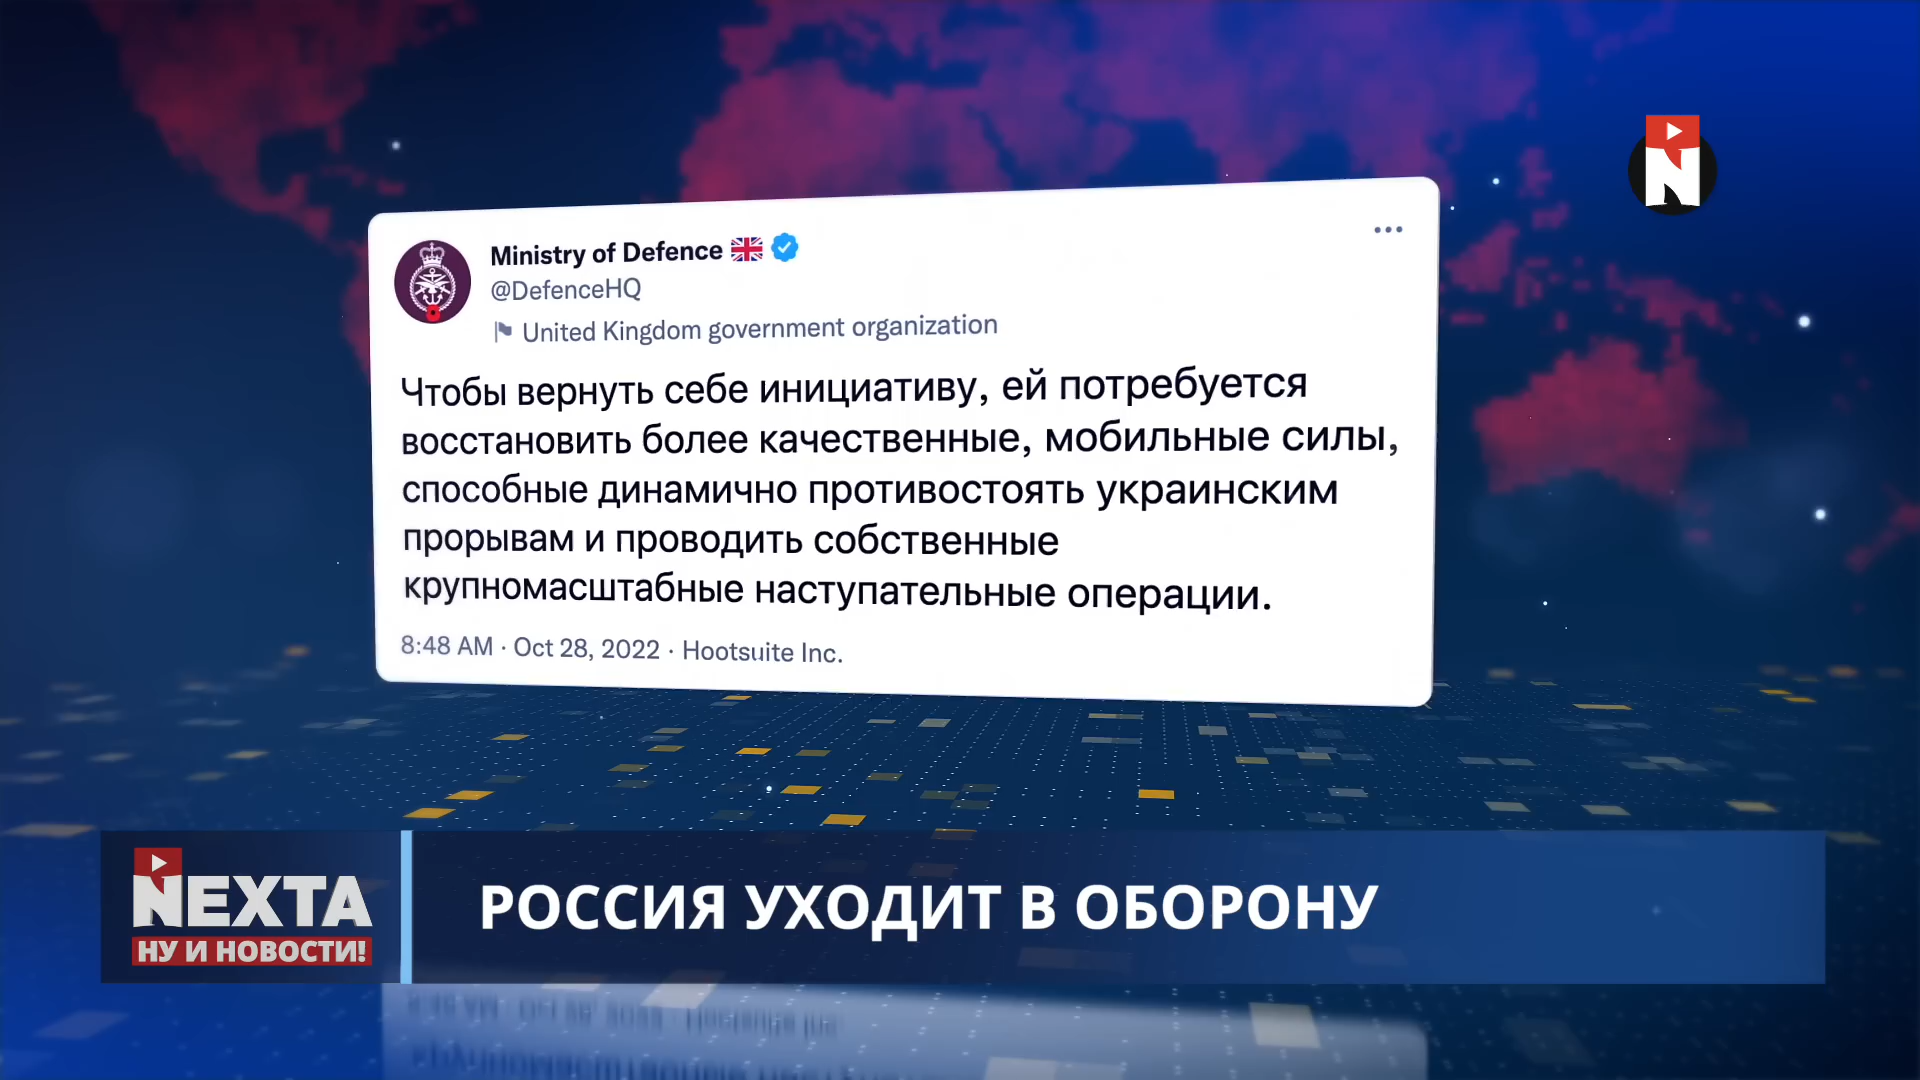 Ministry of Defence
@DefenceHQ
United Kingdom government organization
Чтобы вернуть себе инициативу, ей потребуется
восстановить более качественные, мобильные силы,
способные динамично противостоять украинским
прорывам и проводить собственные
крупномасштабные наступательные операции.
8:48 AM · Oct 28, 2022 · Hootsuite Inc.
N
NEXTA
НУ И НОВОСТИ!
РОССИЯ УХОДИТ В ОБОРОНУ